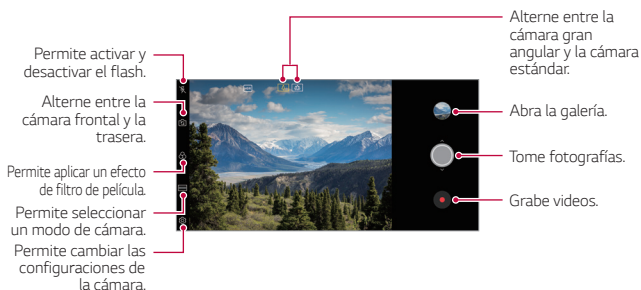 Permite activar y
desactivar el flash.
Alterne entre la
cámara frontal y la
trasera.
Permite aplicar un efecto
de filtro de película.
Permite seleccionar
un modo de cámara.
Permite cambiar las
configuraciones de
la cámara.
Alterne entre la
cámara gran
angular y la cámara
estándar.
Abra la galería.
Tome fotografías.
Grabe videos.